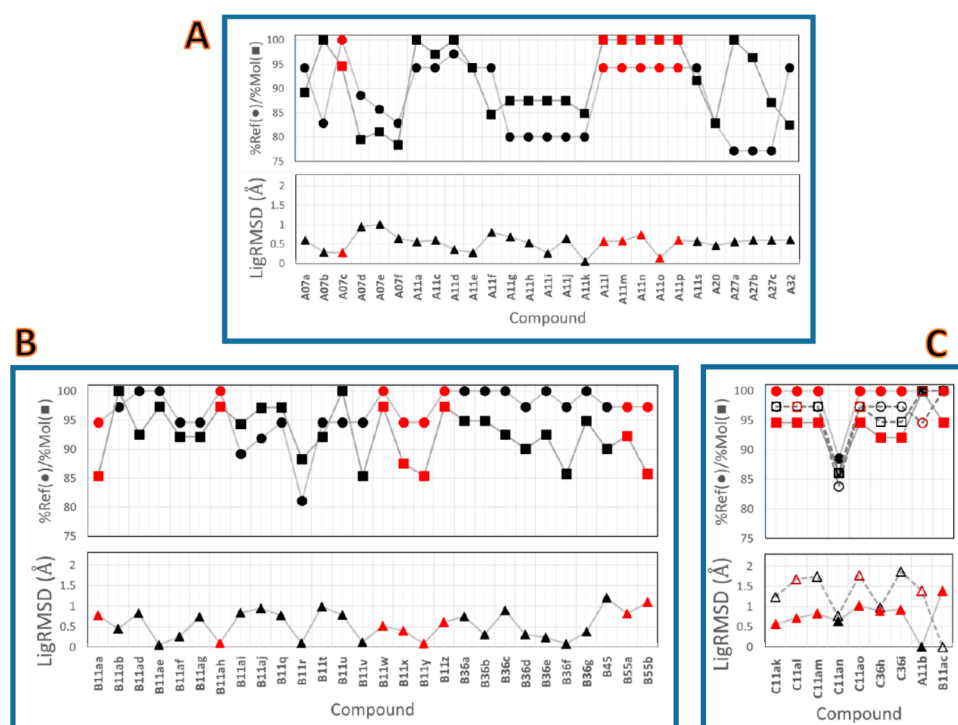 A
%Ref(●)/%Mol(■)
100
95
90
85
80
75
LigRMSD (Å)
2
1.5
1
0.5
0
A07a A07b A07c A07d A07e A07f A11a A11c A11d A11e A11f A11g A11h A11i A11j A11k A11l A11m A11n A11o A11p A11s A20 A27a A27b A27c A32
Compound
B
%Ref(●)/%Mol(■)
100
95
90
85
80
75
LigRMSD (Å)
2
1.5
1
0.5
0
B11aa B11ab B11ad B11ae B11af B11ag B11ah B11ai B11aj B11q B11r B11t B11u B11v B11w B11x B11y B11z B36a B36b B36c B36d B36e B36f B36g B45 B55a B55b
Compound
C
%Ref(●)/%Mol(■)
100
95
90
85
80
75
LigRMSD (Å)
2
1.5
1
0.5
0
C11ak C11al C11am C11an C11ao C36h C36i A11b B11ac
Compound